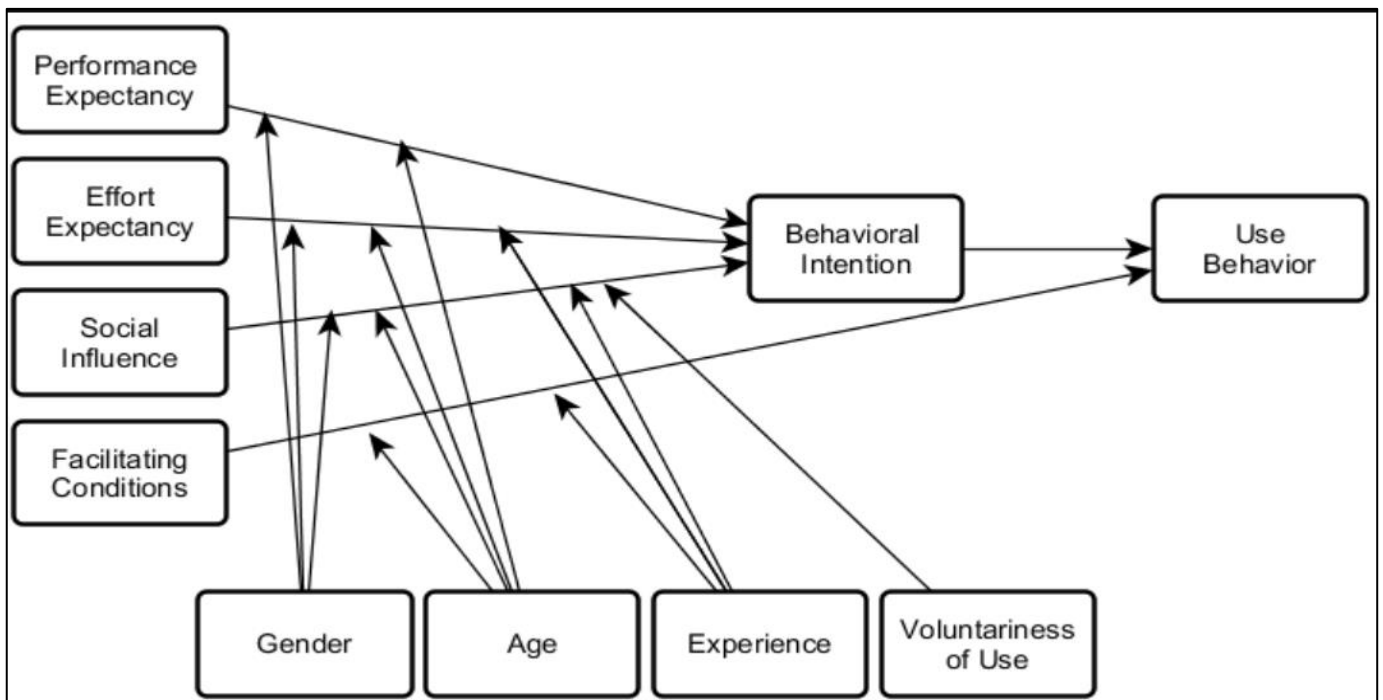 Performance
Expectancy
Effort
Expectancy
Social
Influence
Facilitating
Conditions
Behavioral
Intention
Use
Behavior
Gender
Age
Experience
Voluntariness
of Use